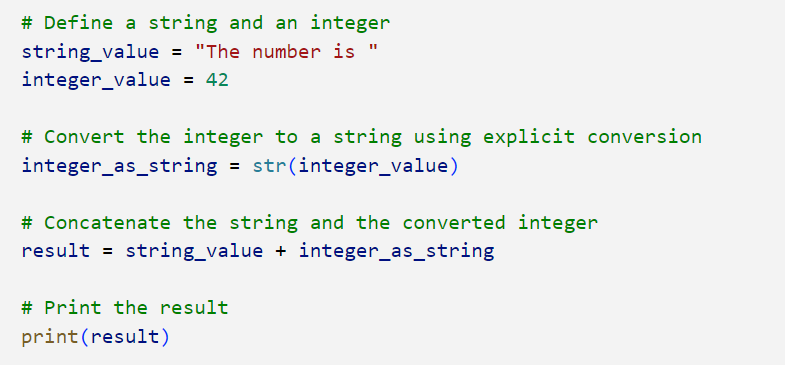 # Define a string and an integer
string_value = "The number is "
integer_value = 42
# Convert the integer to a string using explicit conversion
integer_as_string = str(integer_value)
# Concatenate the string and the converted integer
result = string_value + integer_as_string
# Print the result
print(result)